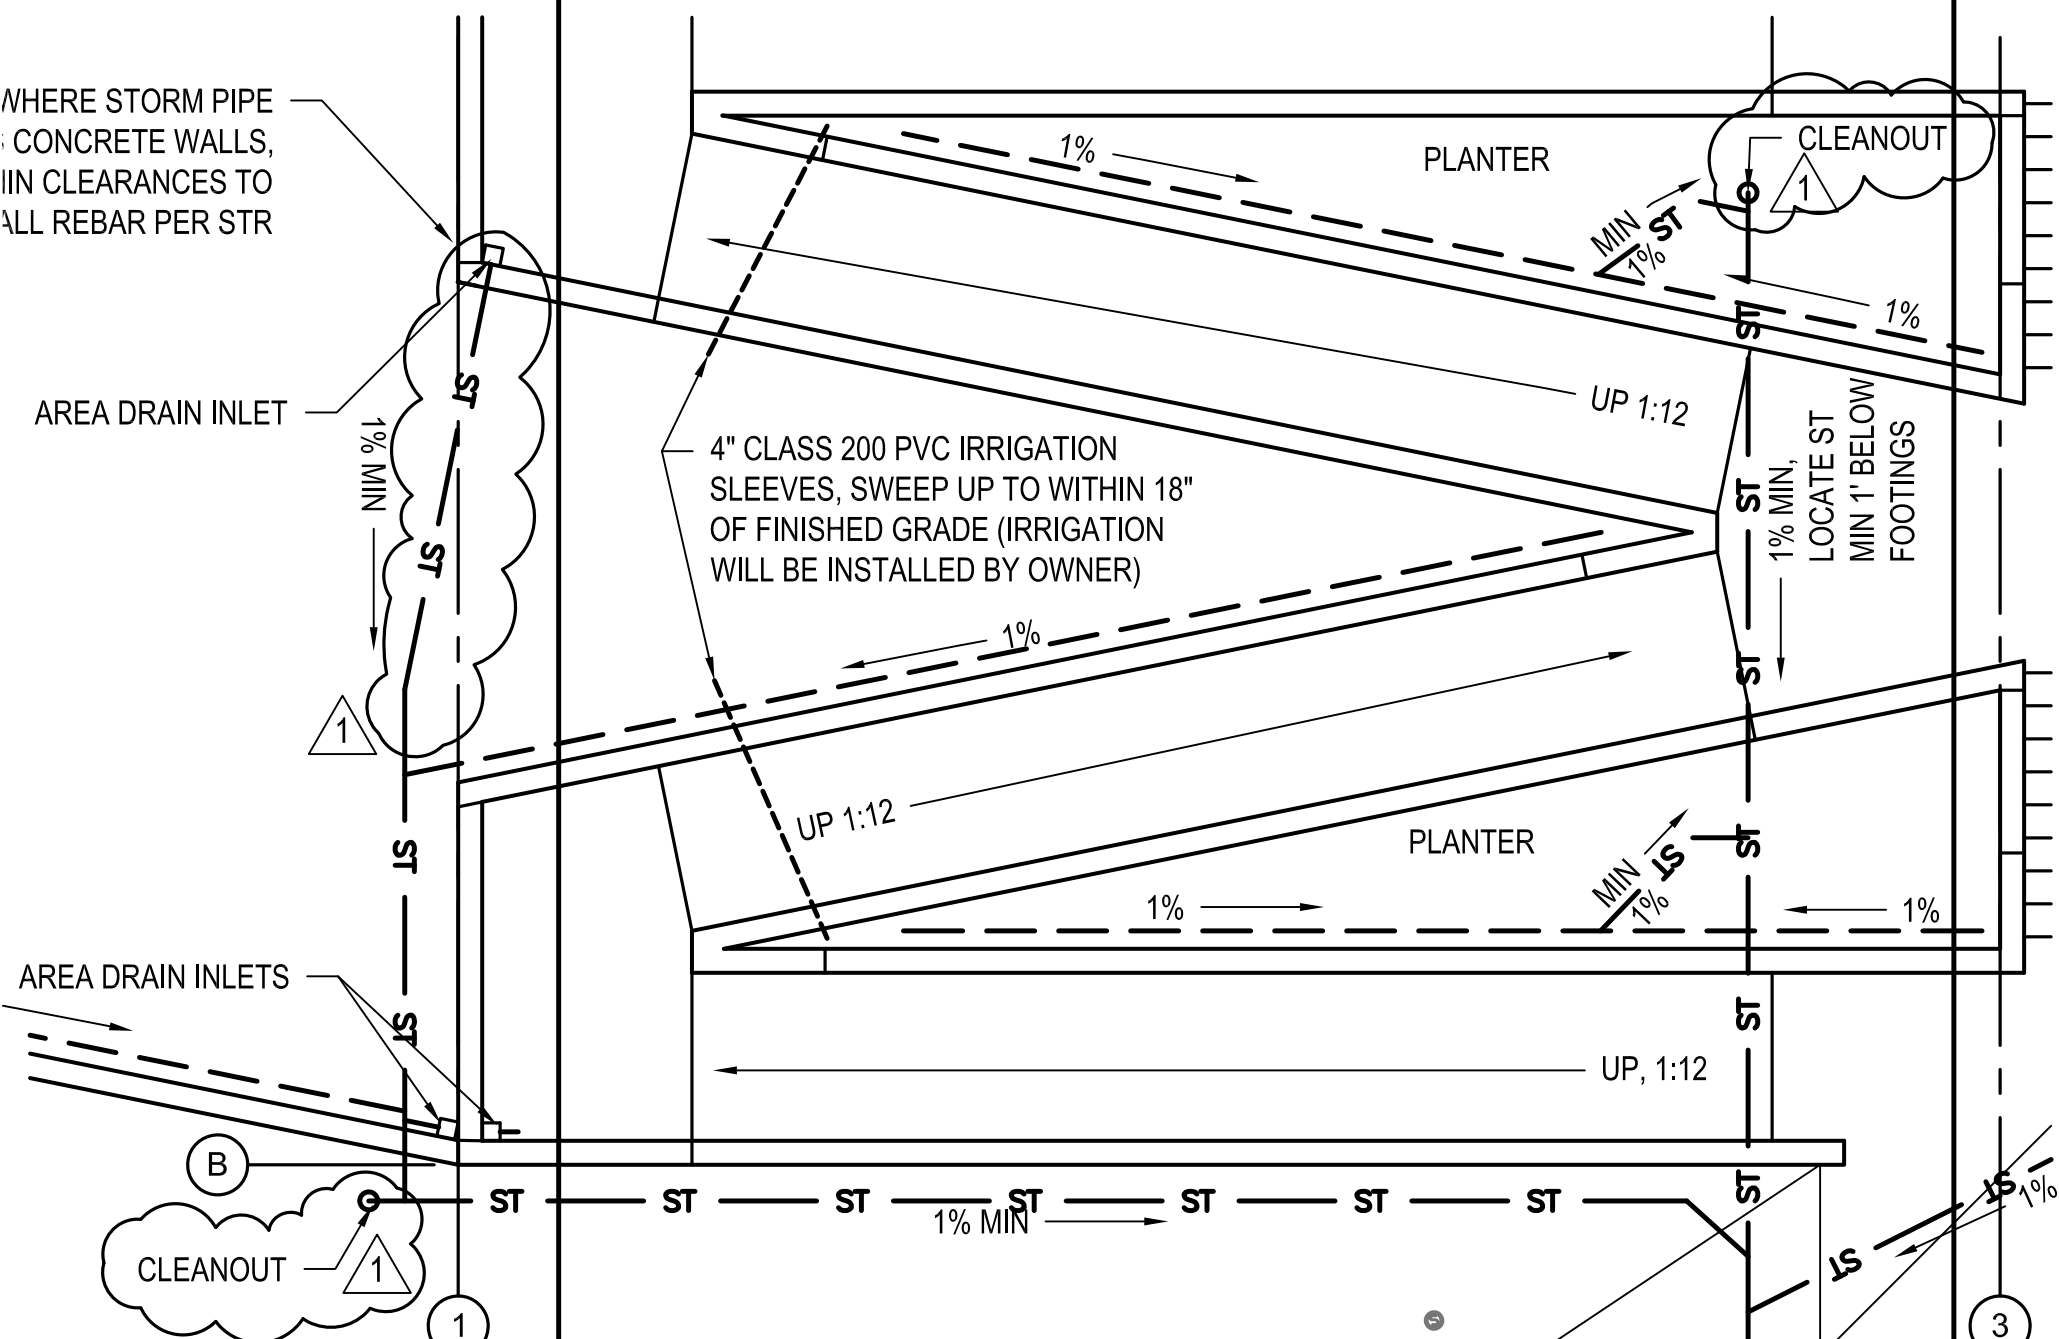 WHERE STORM PIPE
CONCRETE WALLS,
MIN CLEARANCES TO
WALL REBAR PER STR
AREA DRAIN INLET
1% MIN
ST
ST
1
ST
ST
AREA DRAIN INLETS
B
CLEANOUT
1
1
1%
PLANTER
CLEANOUT
1
MIN
1%
ST
1%
UP 1:12
ST
ST
ST
ST
ST
ST
1% MIN,
LOCATE ST
MIN 1' BELOW
FOOTINGS
4" CLASS 200 PVC IRRIGATION
SLEEVES, SWEEP UP TO WITHIN 18"
OF FINISHED GRADE (IRRIGATION
WILL BE INSTALLED BY OWNER)
1%
UP 1:12
PLANTER
MIN
1%
ST
1%
1%
UP, 1:12
ST ST ST ST ST ST ST
1% MIN
ST
ST
1%
3